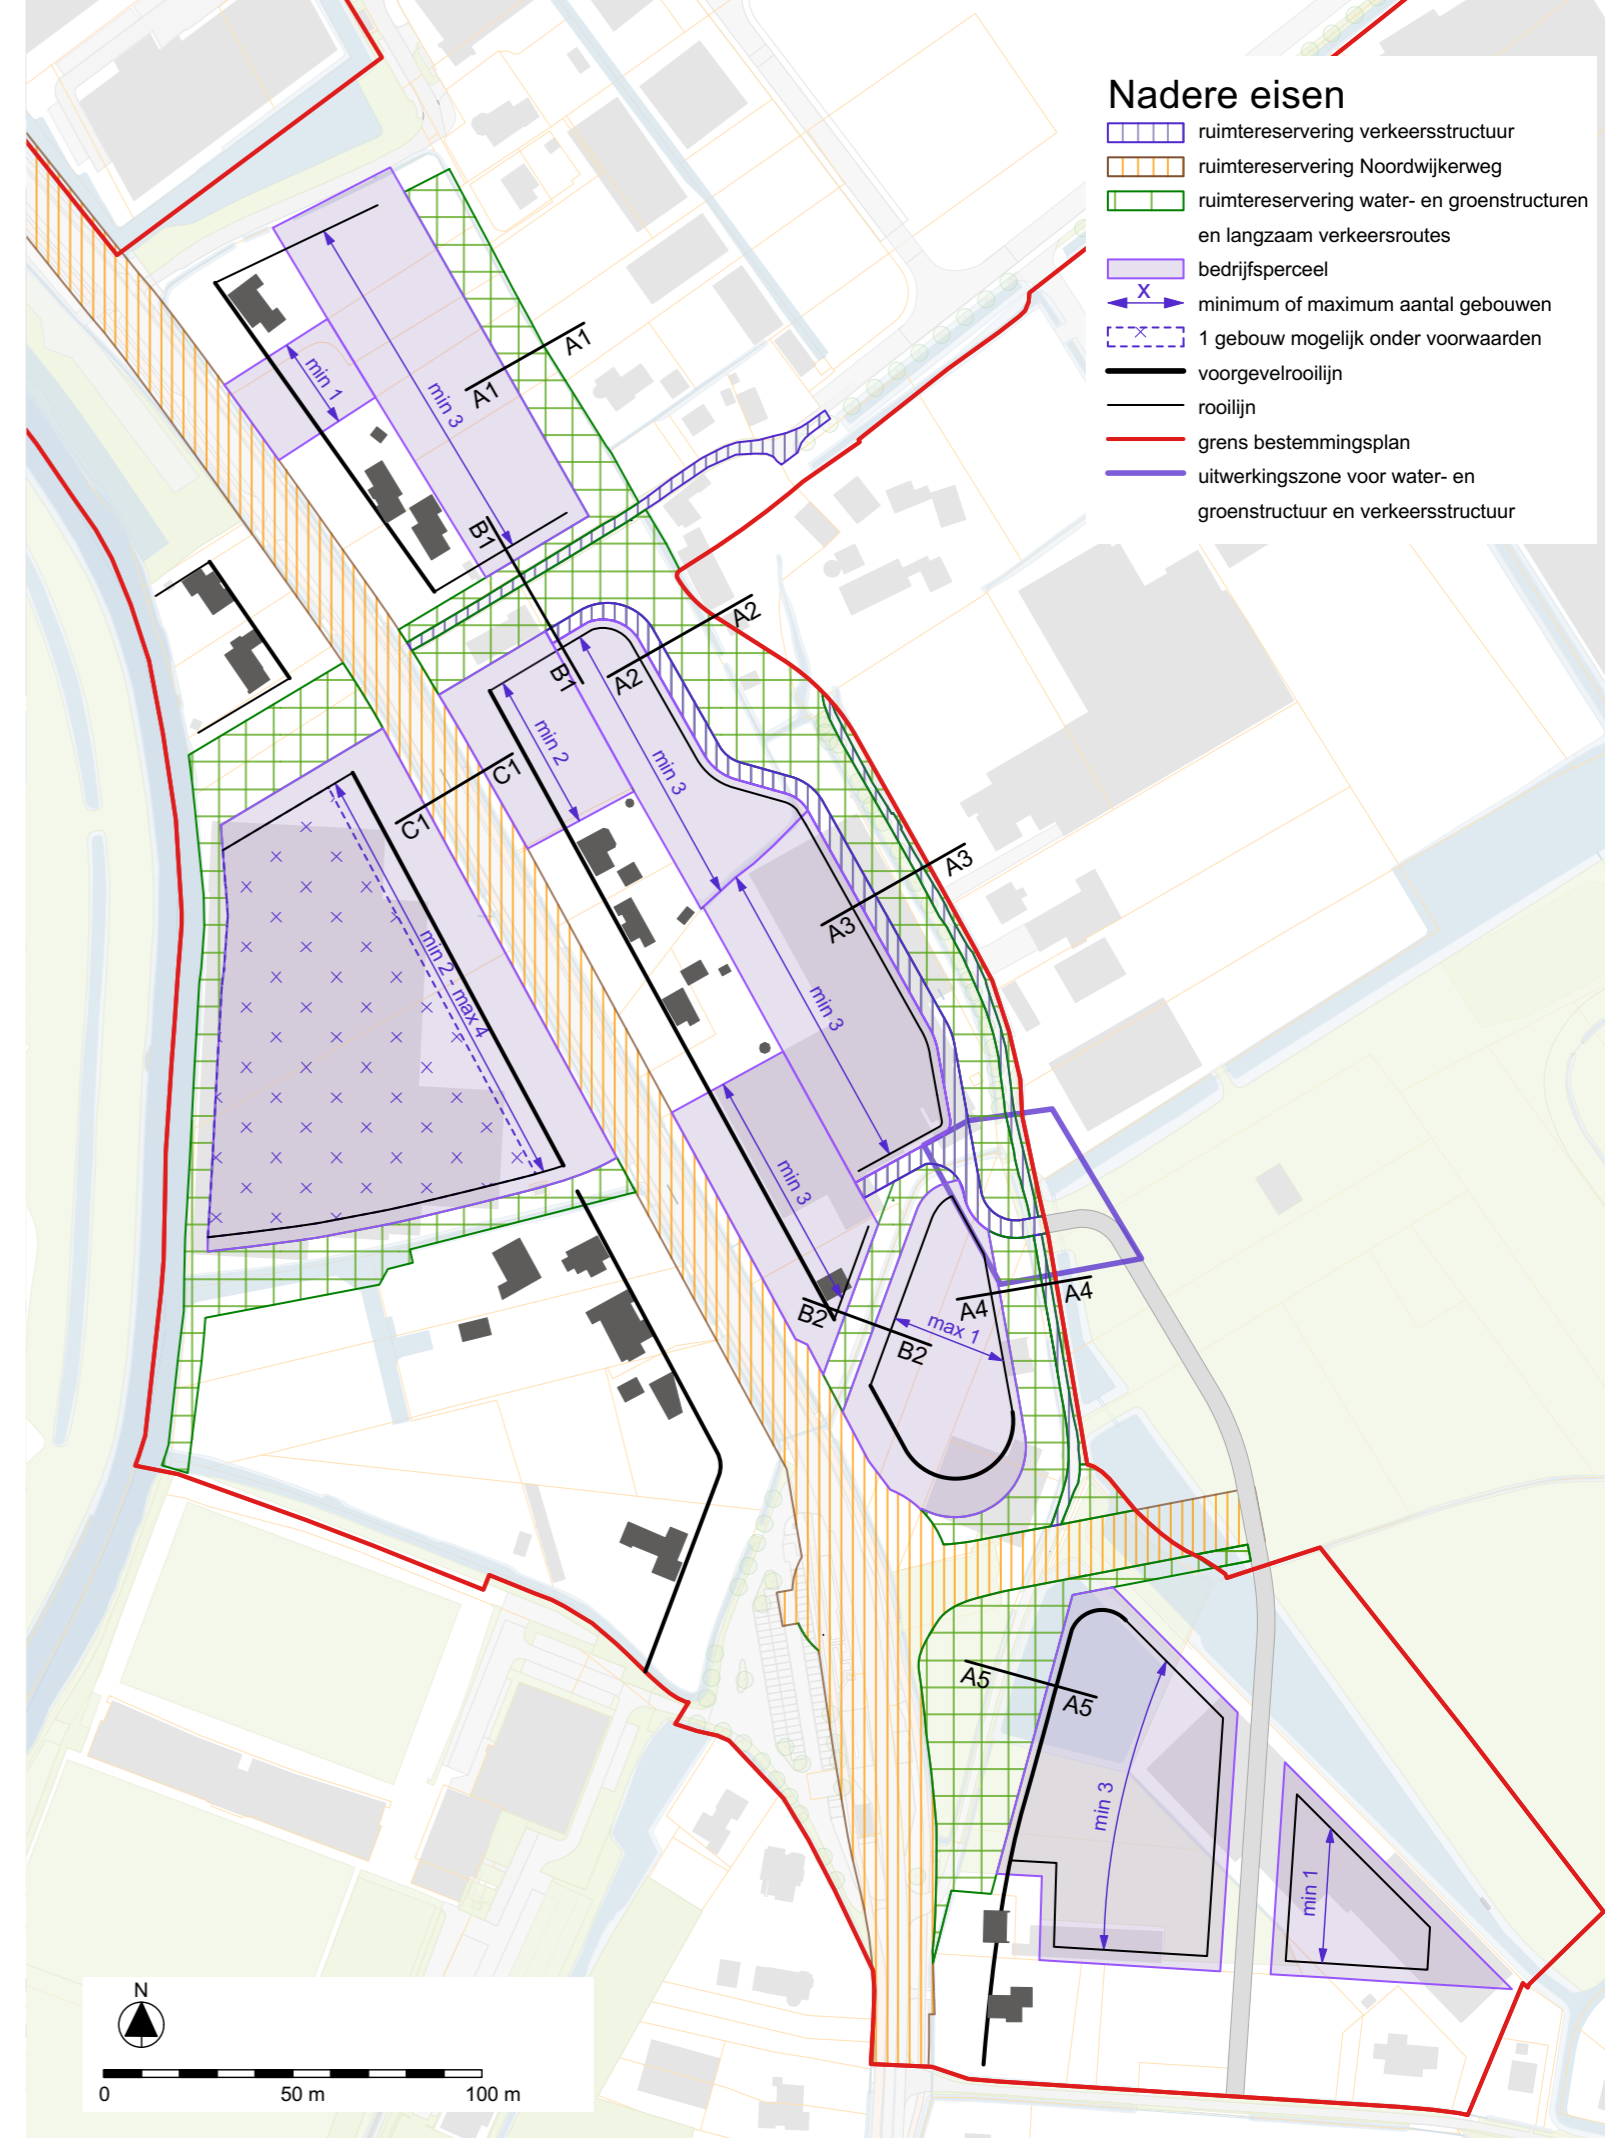 Nadere eisen
ruimtereservering verkeersstructuur
ruimtereservering Noordwijkerweg
ruimtereservering water- en groenstructuren
en langzaam verkeersroutes
bedrijfsperceel
X
minimum of maximum aantal gebouwen
1 gebouw mogelijk onder voorwaarden
voorgevelrooilijn
rooilijn
grens bestemmingsplan
uitwerkingszone voor water- en
groenstructuur en verkeersstructuur
A1
A1
min 1
min 3
B1
B1
A2
A2
min 2
min 3
C1
C1
A3
A3
min 2 - max 4
min 3
min 3
A4
A4
B2
B2
max 1
A5
A5
min 3
min 1
N
0
50 m
100 m